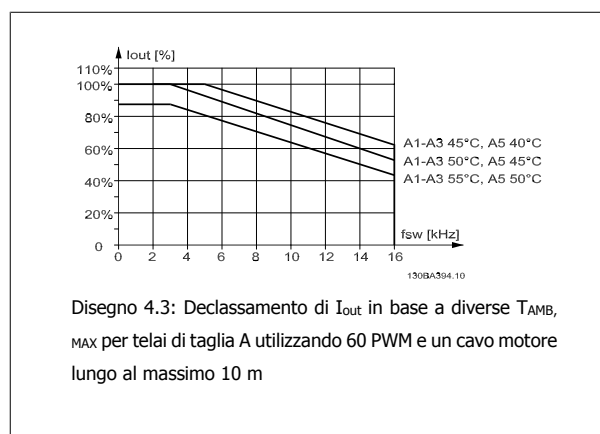 Iout [%]
110%
100%
80%
60%
40%
20%
0
A1-A3 45°C, A5 40°C
A1-A3 50°C, A5 45°C
A1-A3 55°C, A5 50°C
fsw [kHz]
0 2 4 6 8 10 12 14 16
130BA394.10
Disegno 4.3: Declassamento di Iout in base a diverse TAMB,
MAX per telai di taglia A utilizzando 60 PWM e un cavo motore
lungo al massimo 10 m